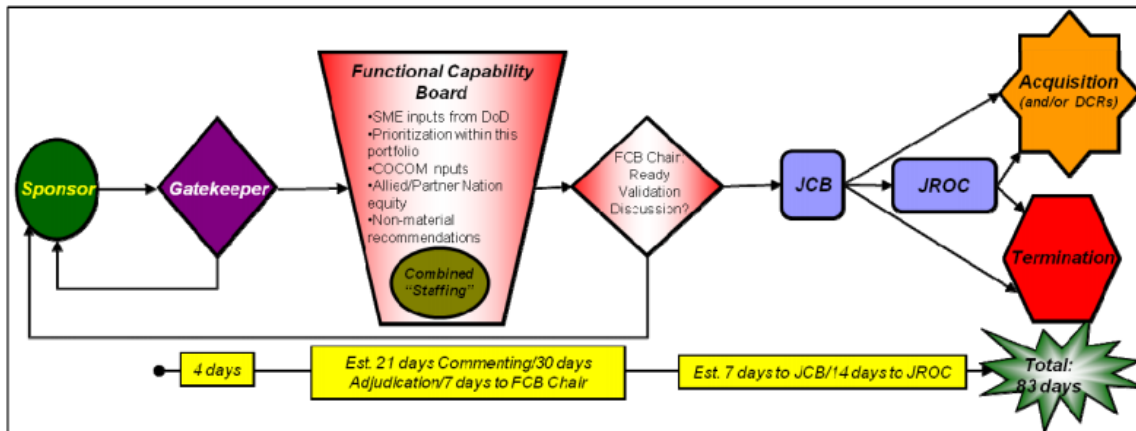 Functional Capability
Board
•SME inputs from DoD
•Prioritization within this
portfolio
•COCOM inputs
•Allied/Partner Nation
equity
•Non-material
recommendations
Combined
“Staffing”
Sponsor
Gatekeeper
FCB Chair:
Ready
Validation
Discussion?
JCB
JROC
Acquisition
(and/or DCRs)
Termination
4 days
Est. 21 days Commenting/30 days
Adjudication/7 days to FCB Chair
Est. 7 days to JCB/14 days to JROC
Total:
83 days